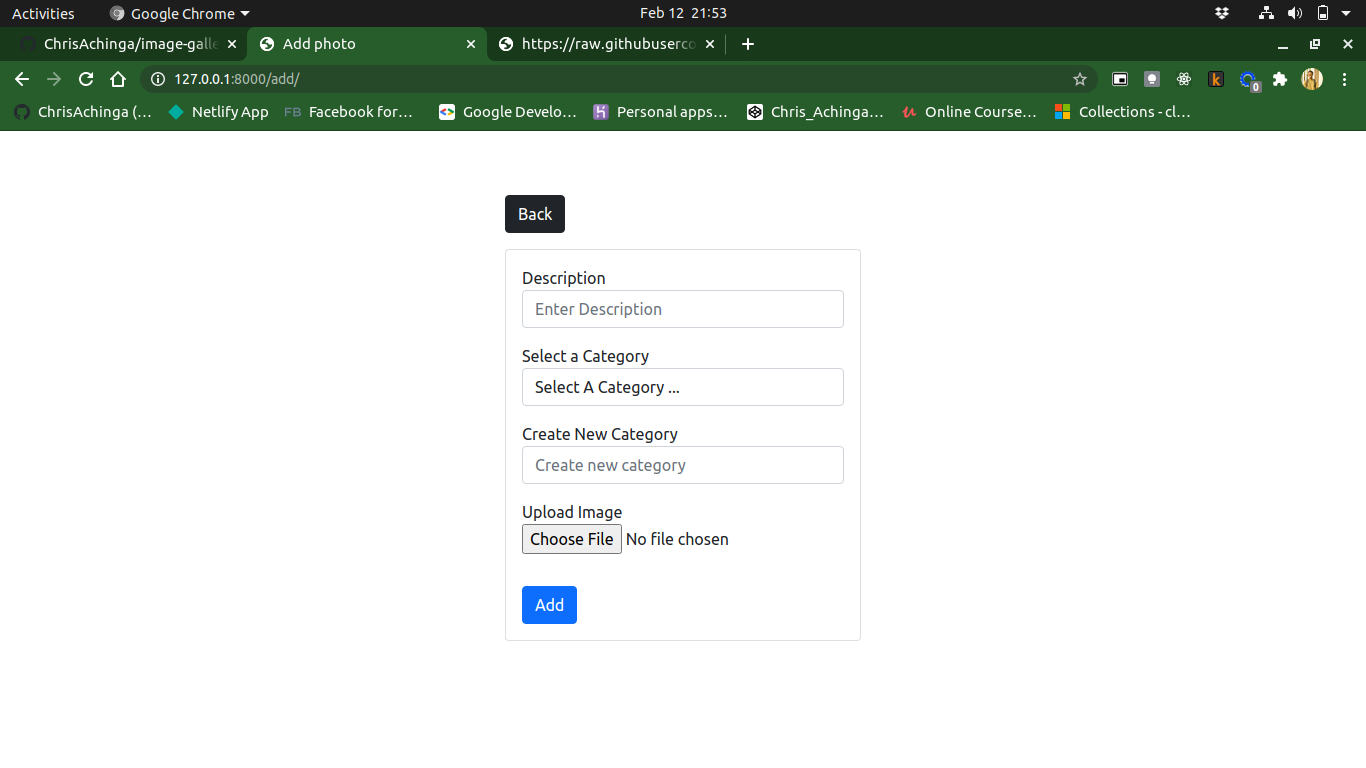 Activities Google Chrome Feb 12 21:53
ChrisAchinga/image-galle Add photo https://raw.githubuserco
127.0.0.1:8000/add/ k 0
ChrisAchinga (... Netlify App FB Facebook for... Google Develo... Personal apps... Chris_Achinga... Online Course... Collections - cl...
Back
Description
Enter Description
Select a Category
Select A Category ...
Create New Category
Create new category
Upload Image
Choose File No file chosen
Add